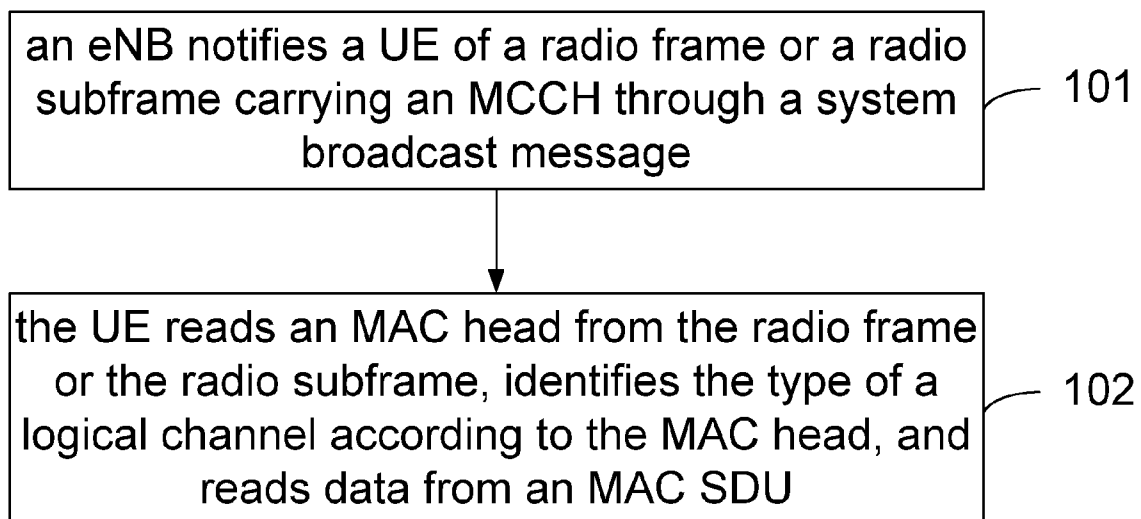 an eNB notifies a UE of a radio frame or a radio
subframe carrying an MCCH through a system
broadcast message
101
the UE reads an MAC head from the radio frame
or the radio subframe, identifies the type of a
logical channel according to the MAC head, and
reads data from an MAC SDU
102